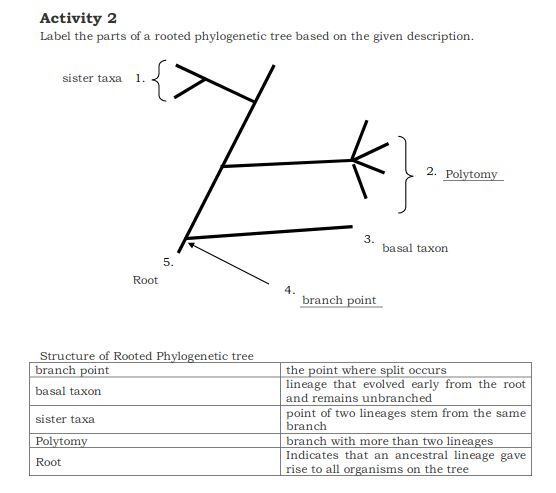 Activity 2
Label the parts of a rooted phylogenetic tree based on the given description.
sister taxa 1.
2. Polytomy
3. basal taxon
5.
Root
4. branch point
Structure of Rooted Phylogenetic tree
branch point the point where split occurs
basal taxon lineage that evolved early from the root
and remains unbranched
sister taxa point of two lineages stem from the same
branch
Polytomy branch with more than two lineages
Root Indicates that an ancestral lineage gave
rise to all organisms on the tree